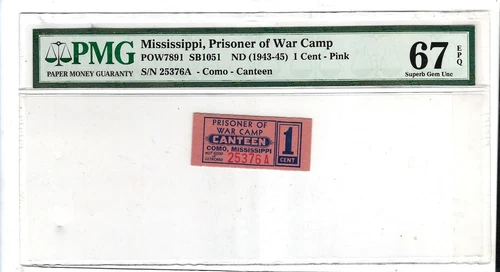 PMG
PAPER MONEY GUARANTY
Mississippi, Prisoner of War Camp
POW7891 SB1051 ND (1943-45) 1 Cent - Pink
S/N 25376A - Como - Canteen
67 EPQ
Superb Gem Unc
PRISONER OF
WAR CAMP
CANTEEN
COMO, MISSISSIPPI
25376A
1
CENT